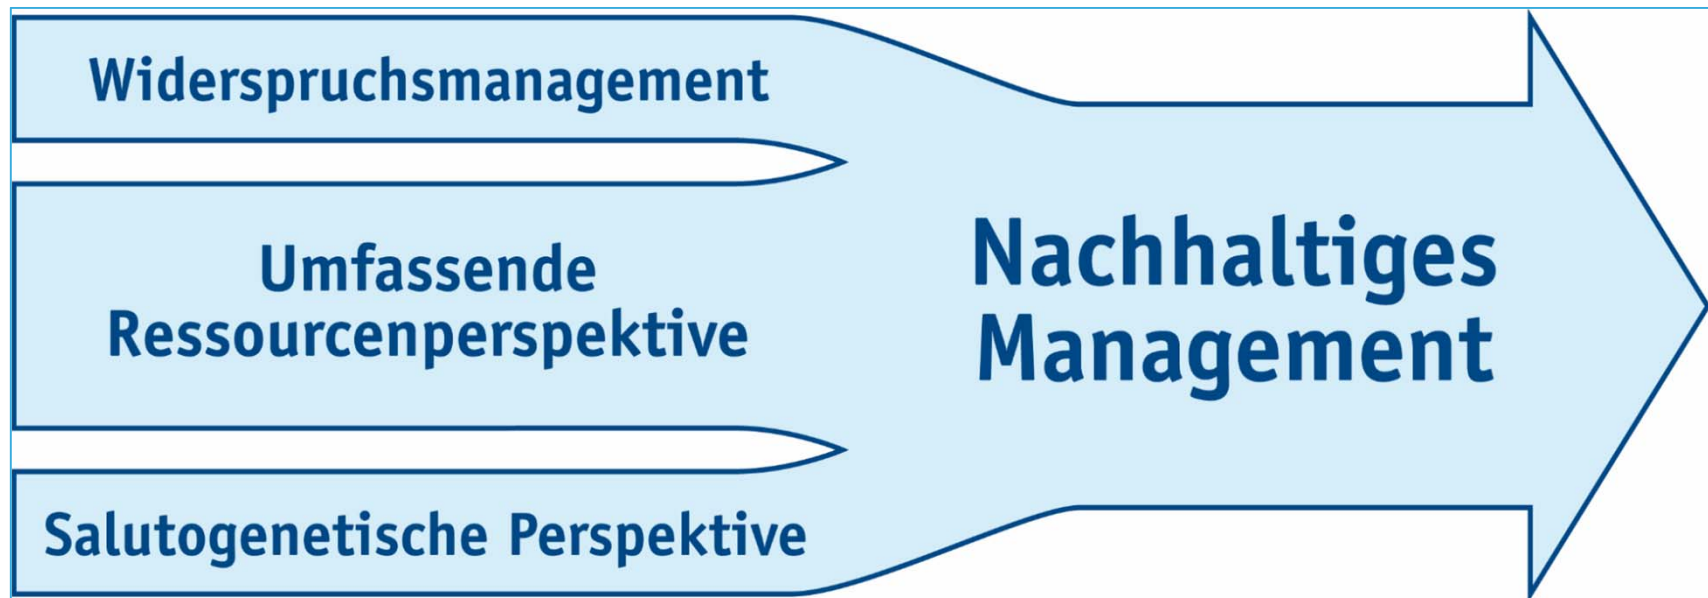 Widerspruchsmanagement
Umfassende
Ressourcenperspektive
Salutogenetische Perspektive
Nachhaltiges
Management